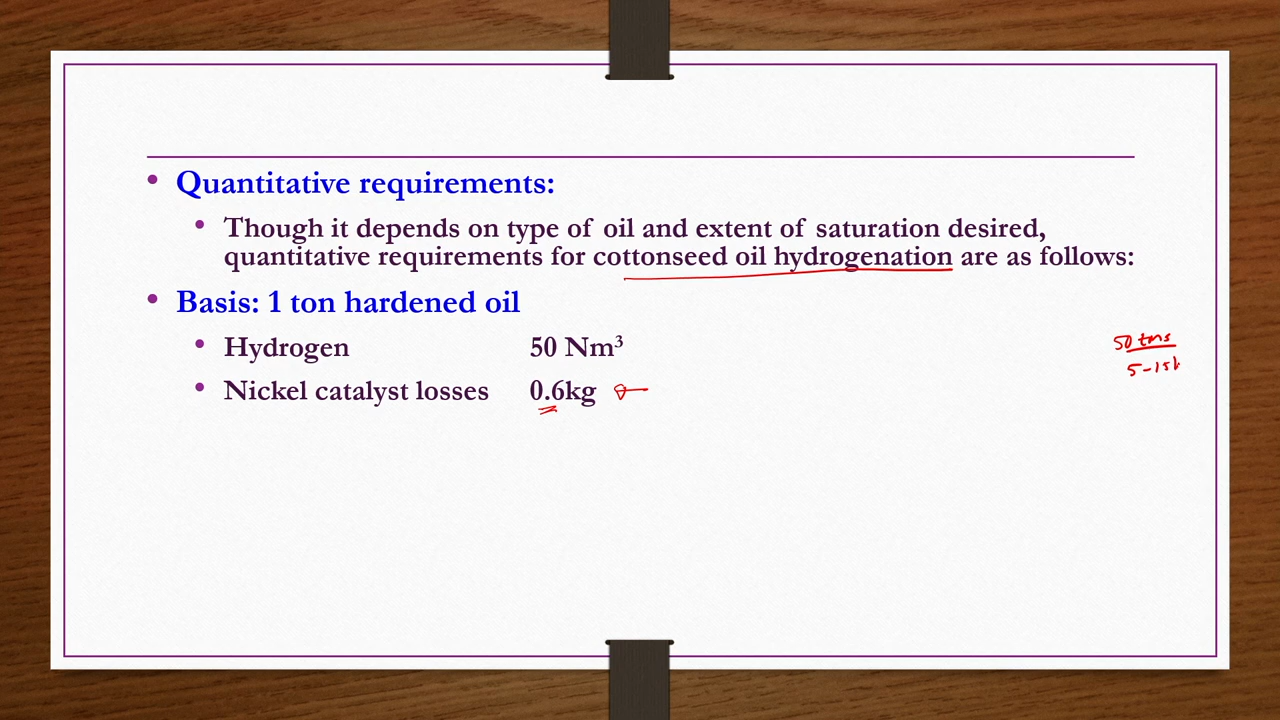 • Quantitative requirements:
• Though it depends on type of oil and extent of saturation desired,
quantitative requirements for cottonseed oil hydrogenation are as follows:
• Basis: 1 ton hardened oil
• Hydrogen 50 Nm³
• Nickel catalyst losses 0.6kg
50 tons